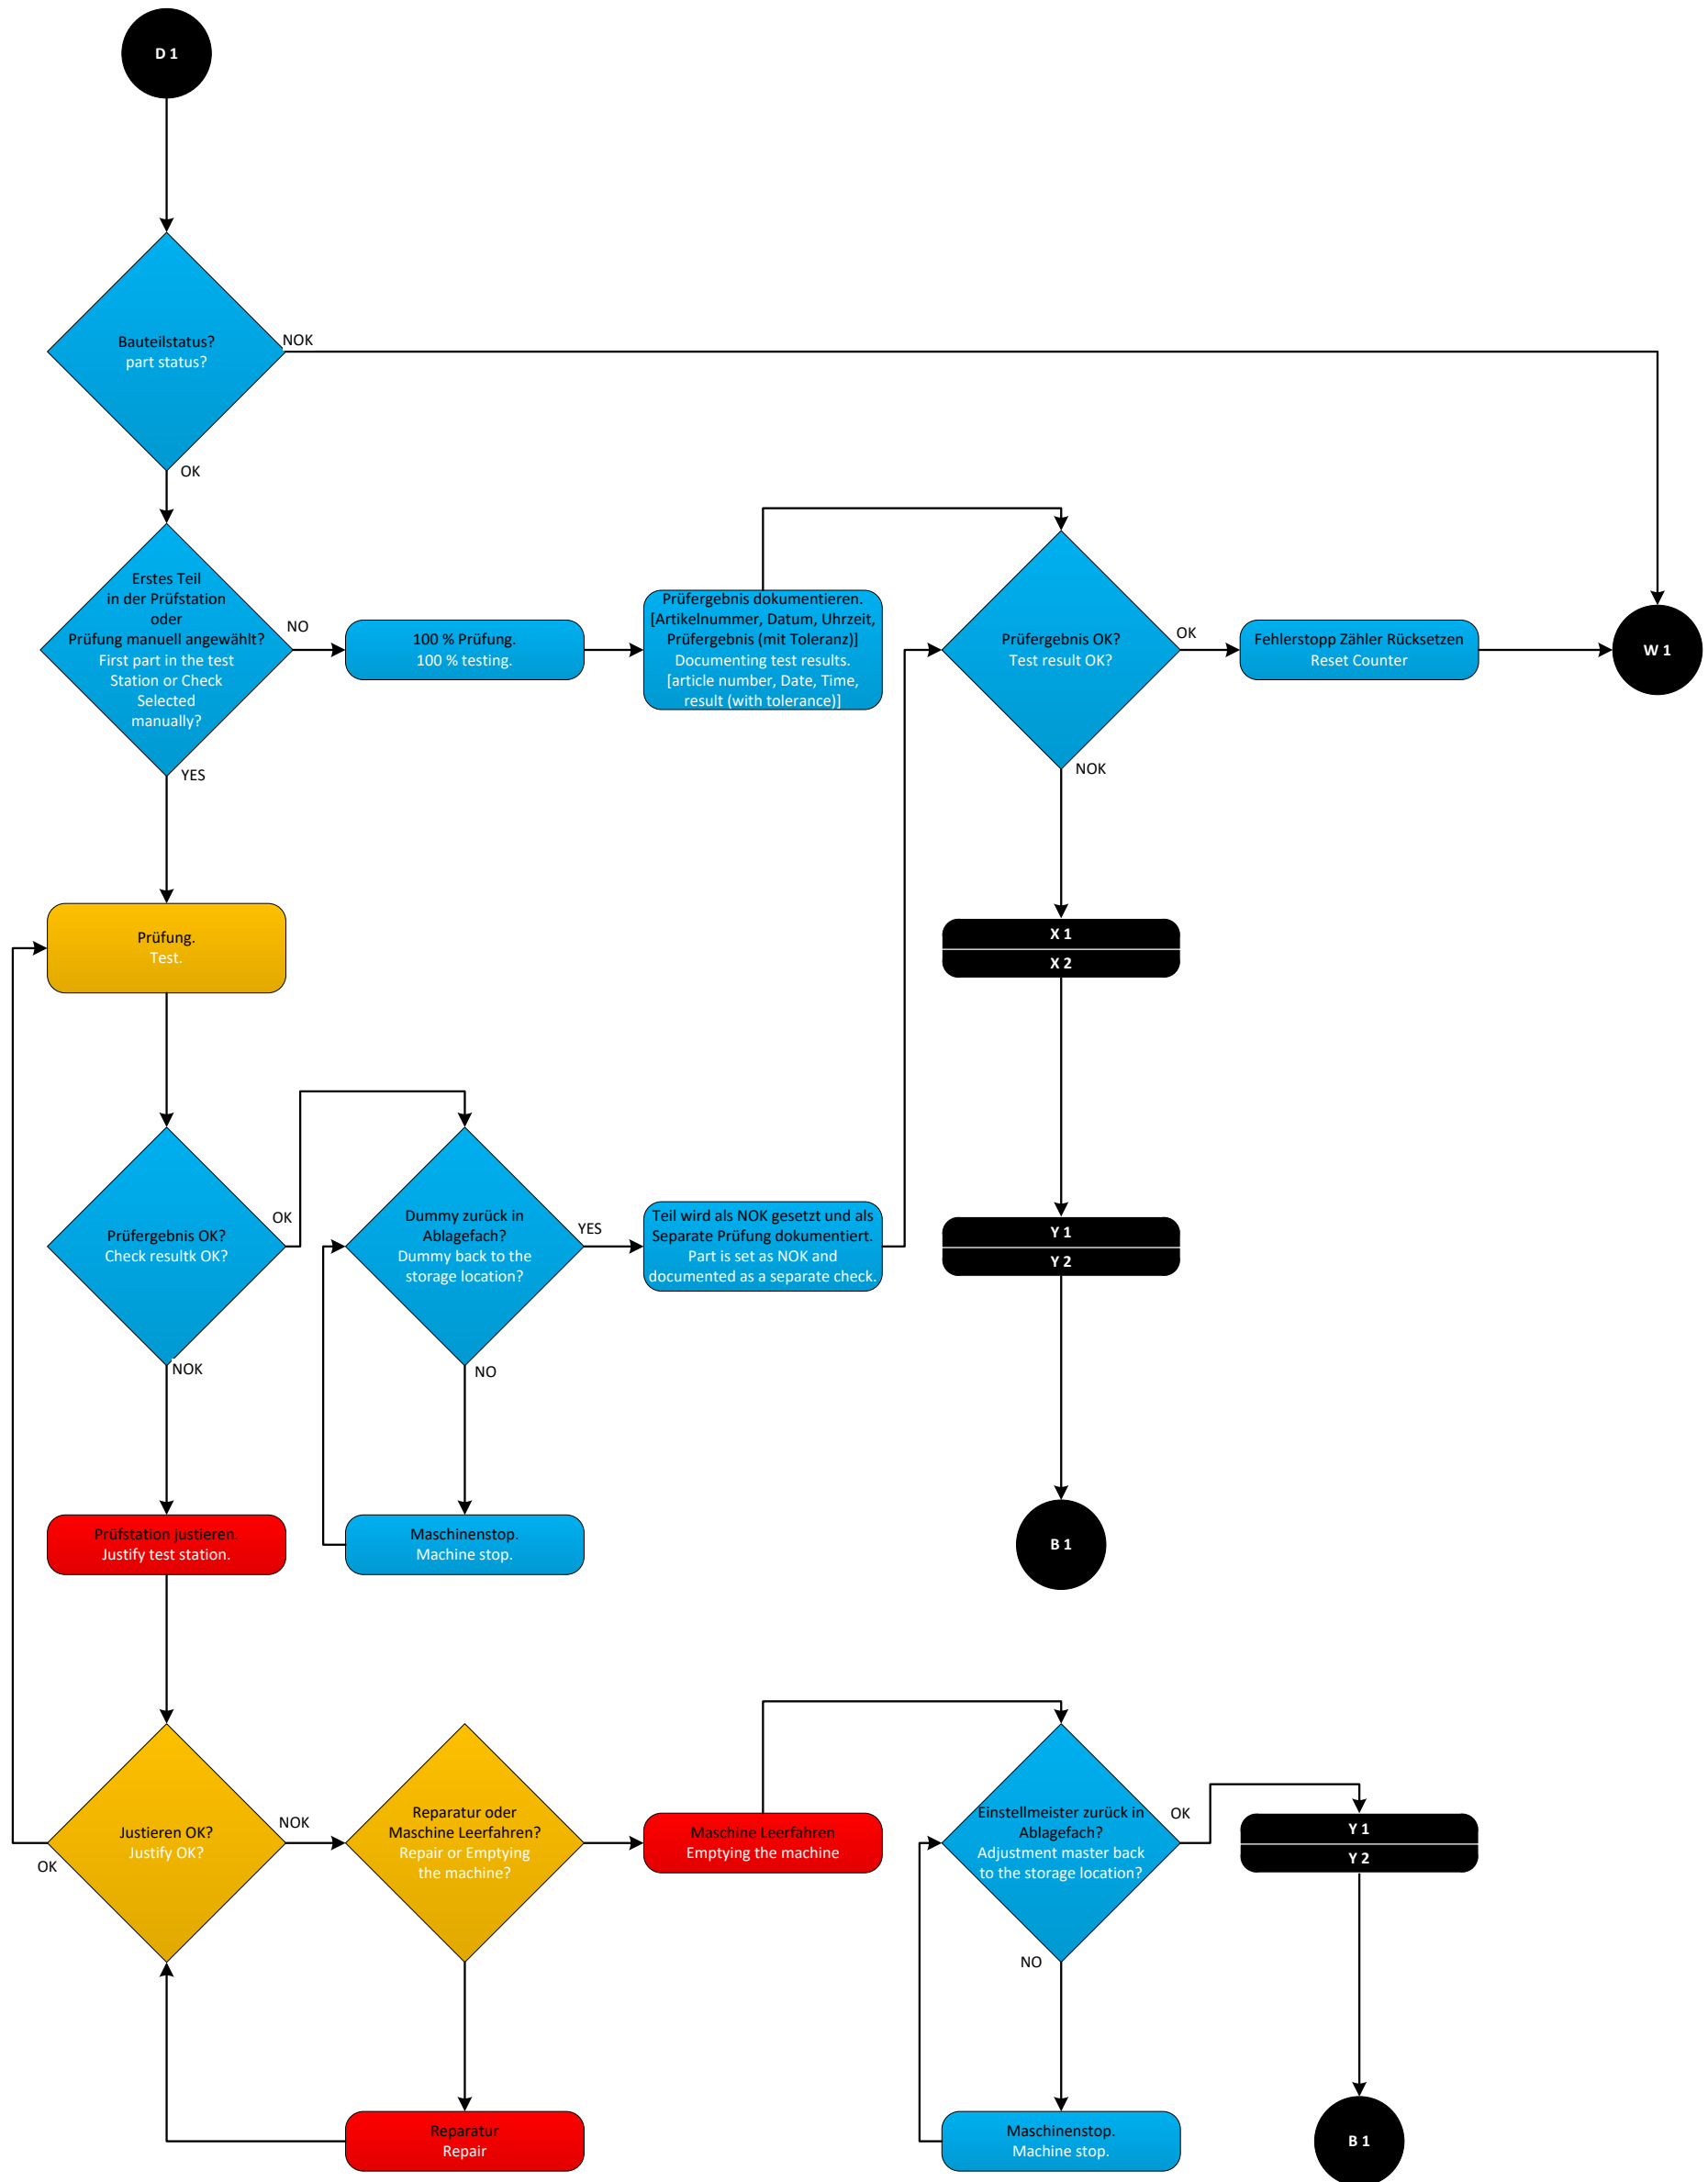 D 1
Bauteilstatus?
part status?
NOK
OK
Erstes Teil
in der Prüfstation
oder
Prüfung manuell angewählt?
First part in the test
Station or Check
Selected
manually?
NO
YES
100 % Prüfung.
100 % testing.
Prüfergebnis dokumentieren.
[Artikelnummer, Datum, Uhrzeit,
Prüfergebnis (mit Toleranz)]
Documenting test results.
[article number, Date, Time,
result (with tolerance)]
Prüfergebnis OK?
Test result OK?
OK
NOK
Fehlerstopp Zähler Rücksetzen
Reset Counter
W 1
Prüfung.
Test.
X 1
X 2
Prüfergebnis OK?
Check resultk OK?
OK
NOK
Dummy zurück in
Ablagefach?
Dummy back to the
storage location?
YES
NO
Teil wird als NOK gesetzt und als
Separate Prüfung dokumentiert.
Part is set as NOK and
documented as a separate check.
Y 1
Y 2
Prüfstation justieren.
Justify test station.
Maschinenstop.
Machine stop.
B 1
Justieren OK?
Justify OK?
OK
NOK
Reparatur oder
Maschine Leerfahren?
Repair or Emptying
the machine?
Maschine Leerfahren
Emptying the machine
Einstellmeister zurück in
Ablagefach?
Adjustment master back
to the storage location?
OK
NO
Y 1
Y 2
Reparatur
Repair
Maschinenstop.
Machine stop.
B 1